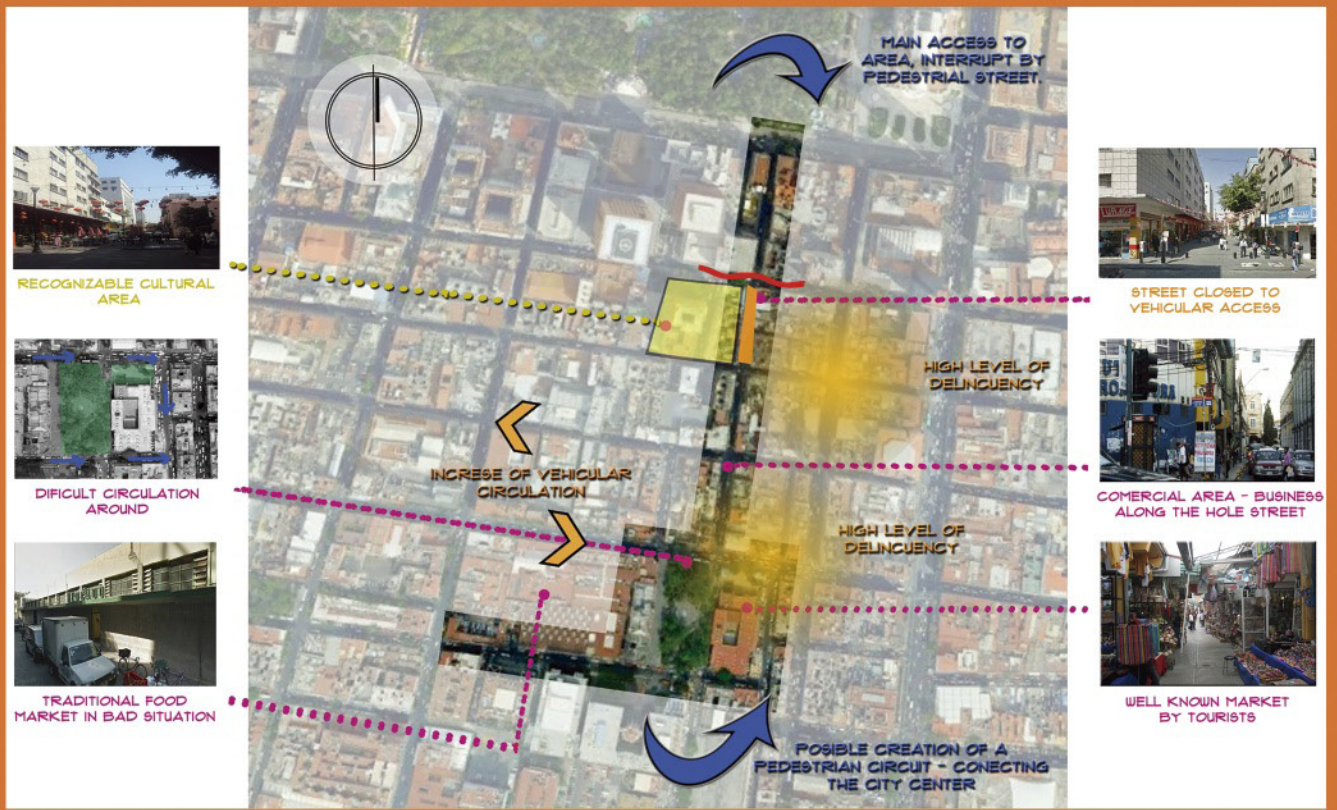 MAIN ACCESS TO
AREA, INTERRUPT BY
PEDESTRIAL STREET.
RECOGNIZABLE CULTURAL
AREA
STREET CLOSED TO
VEHICULAR ACCESS
HIGH LEVEL OF
DELINCUENCY
INCRESE OF VEHICULAR
CIRCULATION
DIFICULT CIRCULATION
AROUND
COMERCIAL AREA - BUSINESS
ALONG THE HOLE STREET
HIGH LEVEL OF
DELINCUENCY
TRADITIONAL FOOD
MARKET IN BAD SITUATION
WELL KNOWN MARKET
BY TOURISTS
POSIBLE CREATION OF A
PEDESTRIAN CIRCUIT - CONECTING
THE CITY CENTER